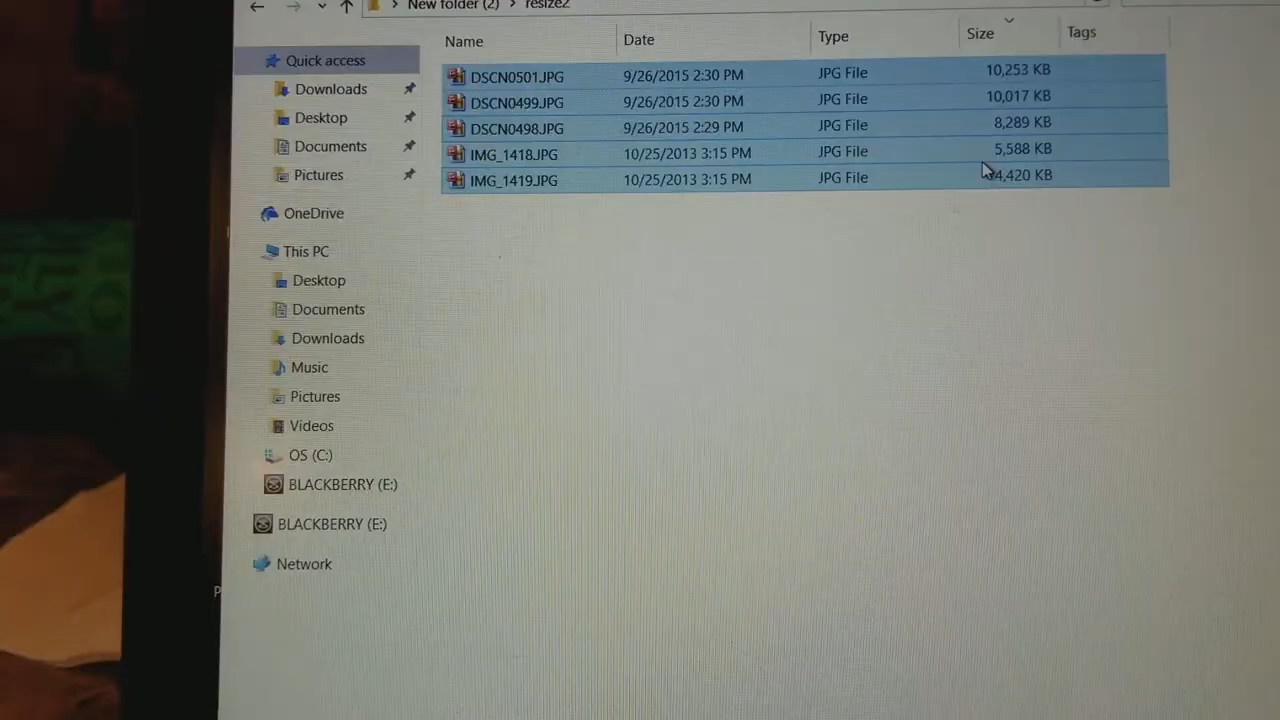 New folder (2) > resize2
Name Date Type Size Tags
Quick access
Downloads
Desktop
Documents
Pictures
OneDrive
This PC
Desktop
Documents
Downloads
Music
Pictures
Videos
OS (C:)
BLACKBERRY (E:)
BLACKBERRY (E:)
Network
DSCN0501.JPG 9/26/2015 2:30 PM JPG File 10,253 KB
DSCN0499.JPG 9/26/2015 2:30 PM JPG File 10,017 KB
DSCN0498.JPG 9/26/2015 2:29 PM JPG File 8,289 KB
IMG_1418.JPG 10/25/2013 3:15 PM JPG File 5,588 KB
IMG_1419.JPG 10/25/2013 3:15 PM JPG File 4,420 KB